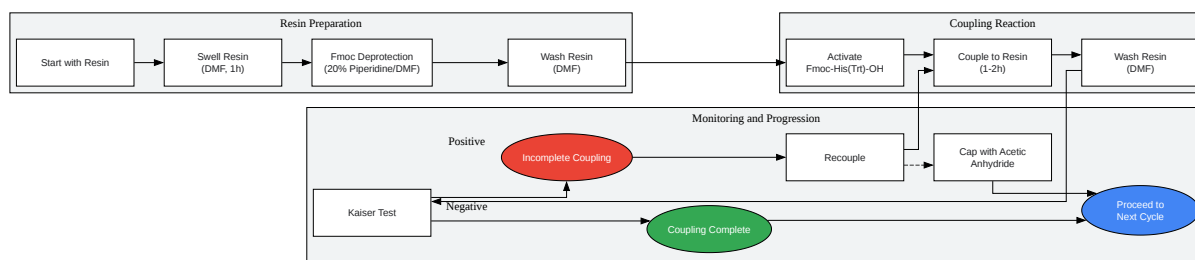 Resin Preparation
Start with Resin
Swell Resin
(DMF, 1h)
Fmoc Deprotection
(20% Piperidine/DMF)
Wash Resin
(DMF)
Coupling Reaction
Activate
Fmoc-His(Trt)-OH
Couple to Resin
(1-2h)
Wash Resin
(DMF)
Monitoring and Progression
Positive
Incomplete Coupling
Recouple
Cap with Acetic
Anhydride
Kaiser Test
Negative
Coupling Complete
Proceed to
Next Cycle